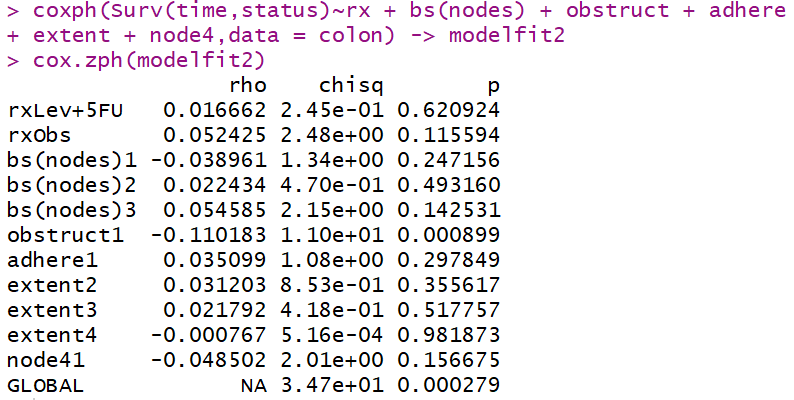 > coxph(Surv(time,status)~rx + bs(nodes) + obstruct + adhere
+ extent + node4,data = colon) -> modelfit2
> cox.zph(modelfit2)
rho chisq p
rxLev+5FU 0.016662 2.45e-01 0.620924
rxObs 0.052425 2.48e+00 0.115594
bs(nodes)1 -0.038961 1.34e+00 0.247156
bs(nodes)2 0.022434 4.70e-01 0.493160
bs(nodes)3 0.054585 2.15e+00 0.142531
obstruct1 -0.110183 1.10e+01 0.000899
adhere1 0.035099 1.08e+00 0.297849
extent2 0.031203 8.53e-01 0.355617
extent3 0.021792 4.18e-01 0.517757
extent4 -0.000767 5.16e-04 0.981873
node41 -0.048502 2.01e+00 0.156675
GLOBAL NA 3.47e+01 0.000279